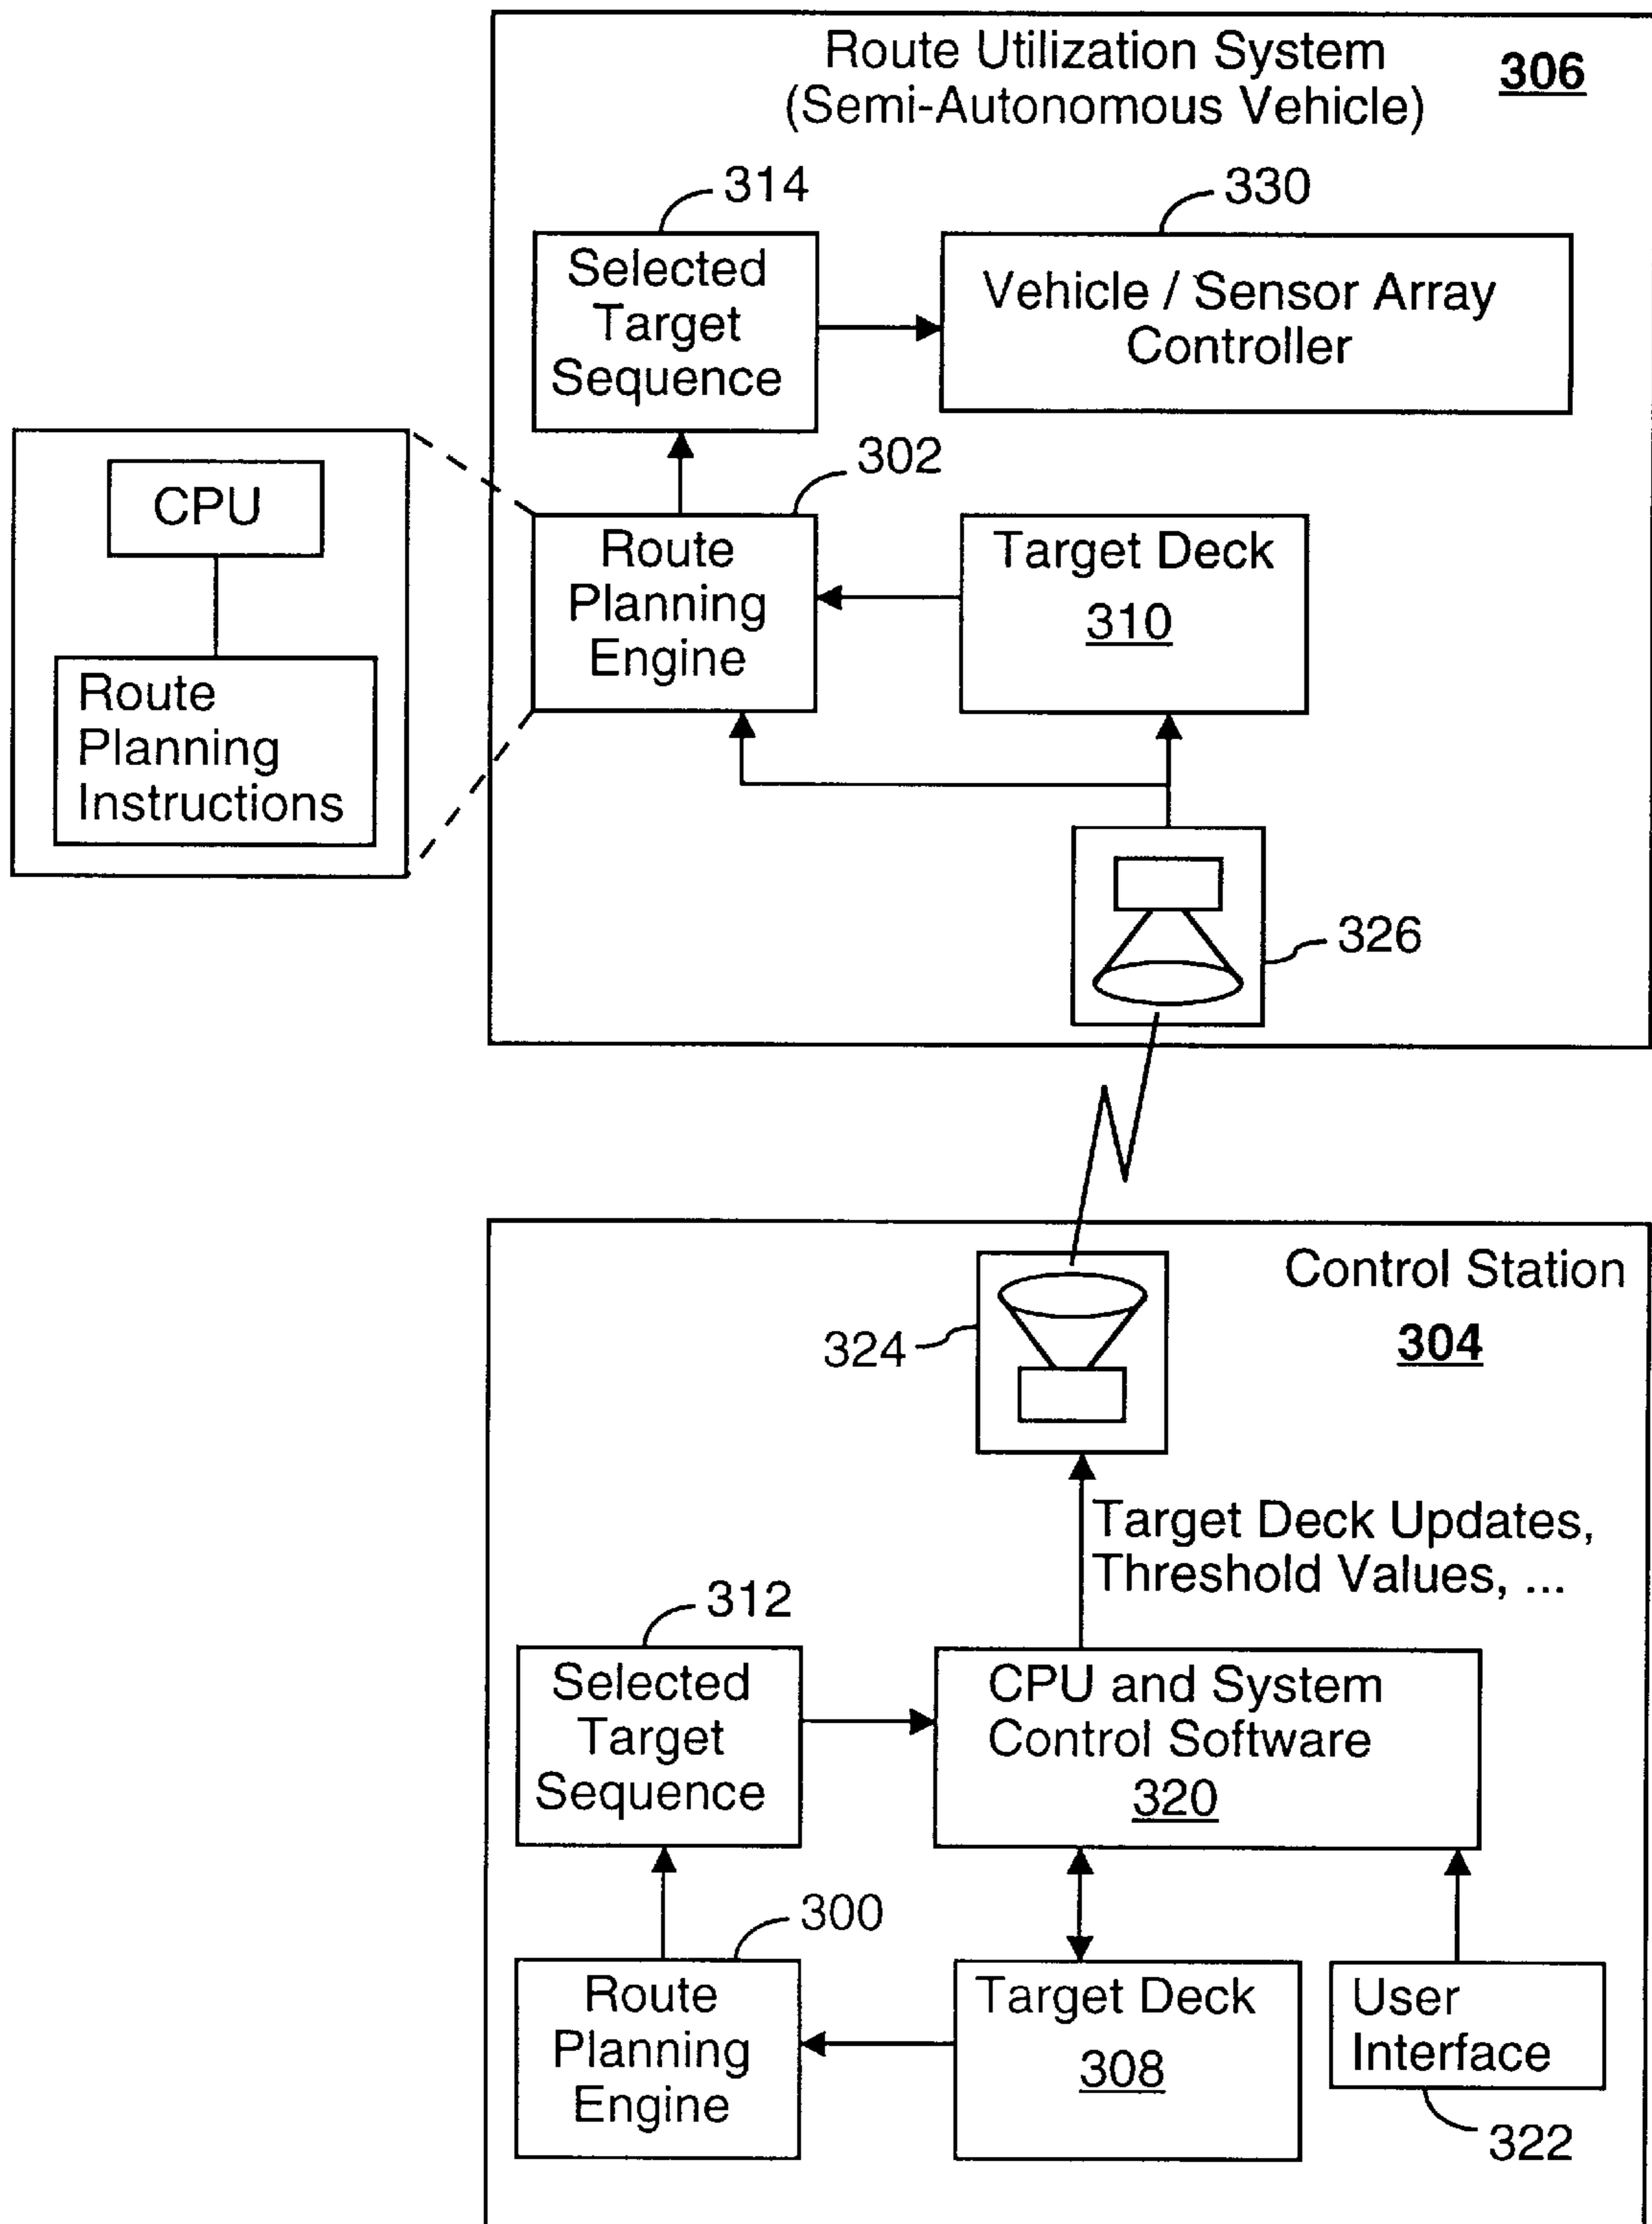 Route Utilization System
(Semi-Autonomous Vehicle)
306
314
330
Selected
Target
Sequence
Vehicle / Sensor Array
Controller
302
CPU
Route
Planning
Instructions
Route
Planning
Engine
Target Deck
310
326
Control Station
304
324
Target Deck Updates,
Threshold Values, ...
312
Selected
Target
Sequence
CPU and System
Control Software
320
300
Route
Planning
Engine
Target Deck
308
User
Interface
322